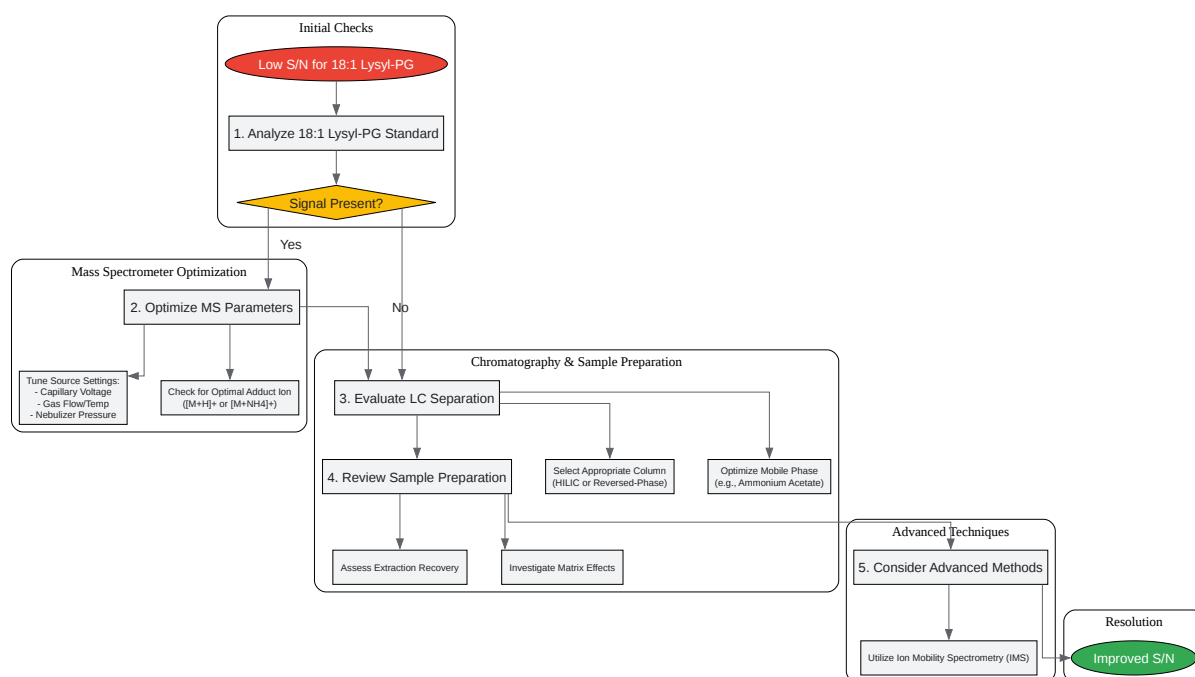 Initial Checks
Low S/N for 18:1 Lysyl-PG
1. Analyze 18:1 Lysyl-PG Standard
Signal Present?
Yes
No
Mass Spectrometer Optimization
2. Optimize MS Parameters
Tune Source Settings:
- Capillary Voltage
- Gas Flow/Temp
- Nebulizer Pressure
Check for Optimal Adduct Ion
([M+H]+ or [M+NH4]+)
Chromatography & Sample Preparation
3. Evaluate LC Separation
4. Review Sample Preparation
Select Appropriate Column
(HILIC or Reversed-Phase)
Optimize Mobile Phase
(e.g., Ammonium Acetate)
Assess Extraction Recovery
Investigate Matrix Effects
Advanced Techniques
5. Consider Advanced Methods
Utilize Ion Mobility Spectrometry (IMS)
Resolution
Improved S/N